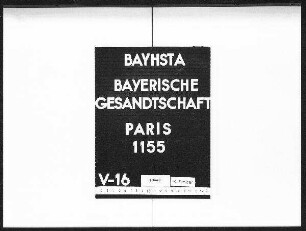 BAYHSTA
BAYERISCHE
GESANDTSCHAFT
PARIS
1155
V-16